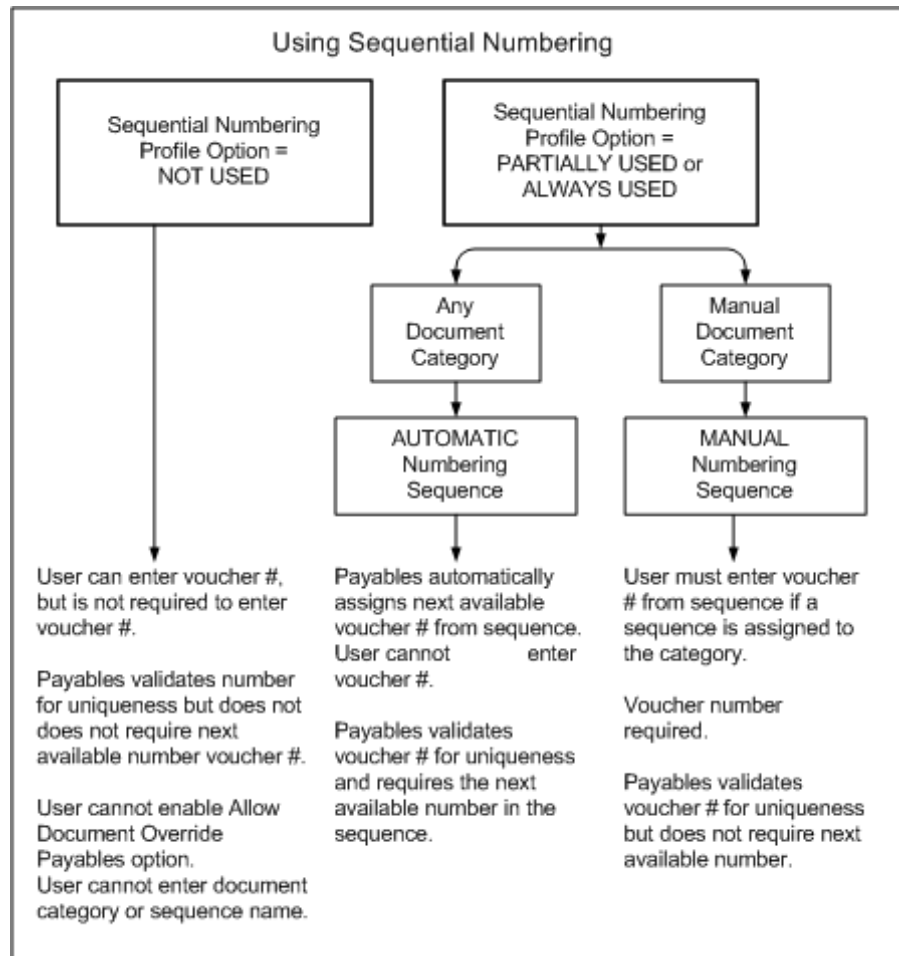 Using Sequential Numbering
Sequential Numbering
Profile Option =
NOT USED
Sequential Numbering
Profile Option =
PARTIALLY USED or
ALWAYS USED
Any
Document
Category
Manual
Document
Category
AUTOMATIC
Numbering
Sequence
MANUAL
Numbering
Sequence
User can enter voucher #,
but is not required to enter
voucher #.
Payables validates number
for uniqueness but does not
does not require next
available number voucher #.
User cannot enable Allow
Document Override
Payables option.
User cannot enter document
category or sequence name.
Payables automatically
assigns next available
voucher # from sequence.
User cannot enter
voucher #.
Payables validates
voucher # for uniqueness
and requires the next
available number in the
sequence.
User must enter voucher
# from sequence if a
sequence is assigned to
the category.
Voucher number
required.
Payables validates
voucher # for uniqueness
but does not require next
available number.